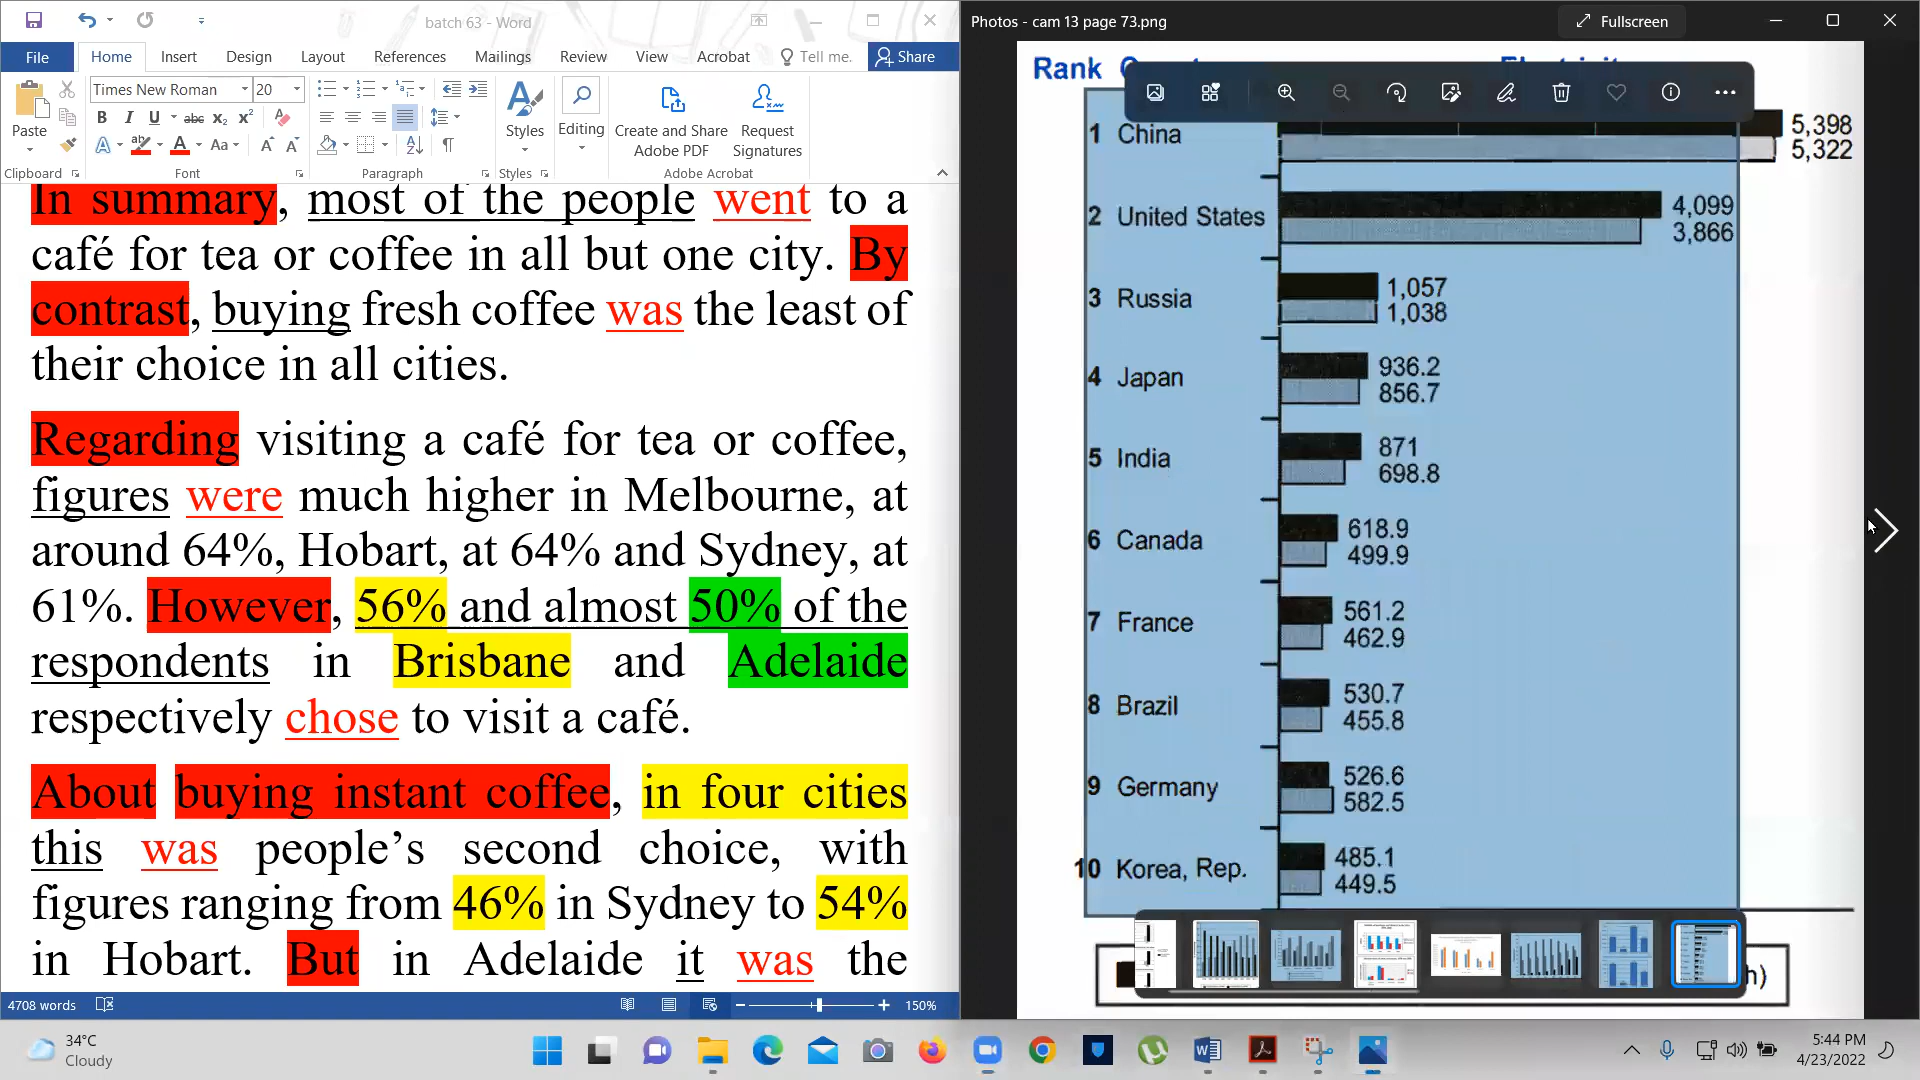 batch 63 - Word
File
Home
Insert
Design
Layout
References
Mailings
Review
View
Acrobat
Tell me.
Share
Paste
Clipboard
Times New Roman
20
B I U abc x₂ x²
A A Aa A A
Font
Paragraph
Styles
Styles
Editing
Create and Share
Adobe PDF
Request
Signatures
Adobe Acrobat
In summary, most of the people went to a
café for tea or coffee in all but one city. By
contrast, buying fresh coffee was the least of
their choice in all cities.
Regarding visiting a café for tea or coffee,
figures were much higher in Melbourne, at
around 64%, Hobart, at 64% and Sydney, at
61%. However, 56% and almost 50% of the
respondents in Brisbane and Adelaide
respectively chose to visit a café.
About buying instant coffee, in four cities
this was people’s second choice, with
figures ranging from 46% in Sydney to 54%
in Hobart. But in Adelaide it was the
4708 words
150%
Photos - cam 13 page 73.png
Fullscreen
Rank
1 China 5,398
5,322
2 United States 4,099
3,866
3 Russia 1,057
1,038
4 Japan 936.2
856.7
5 India 871
698.8
6 Canada 618.9
499.9
7 France 561.2
462.9
8 Brazil 530.7
455.8
9 Germany 526.6
582.5
10 Korea, Rep. 485.1
449.5
h)
34°C
Cloudy
5:44 PM
4/23/2022